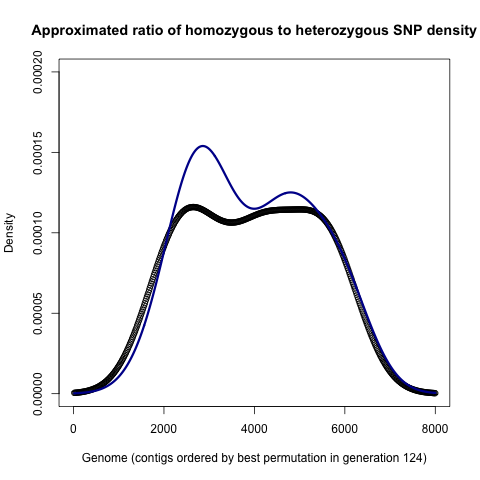 Approximated ratio of homozygous to heterozygous SNP density
0.00020
0.00015
0.00010
0.00005
0.00000
Density
0 2000 4000 6000 8000
Genome (contigs ordered by best permutation in generation 124)